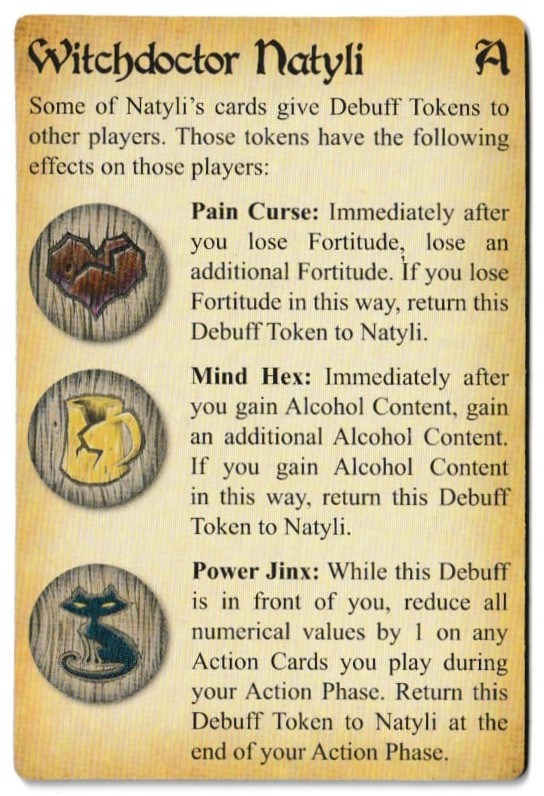 Witchdoctor Natyli A
Some of Natyli's cards give Debuff Tokens to
other players. Those tokens have the following
effects on those players:
Pain Curse: Immediately after
you lose Fortitude, lose an
additional Fortitude. If you lose
Fortitude in this way, return this
Debuff Token to Natyli.
Mind Hex: Immediately after
you gain Alcohol Content, gain
an additional Alcohol Content.
If you gain Alcohol Content
in this way, return this Debuff
Token to Natyli.
Power Jinx: While this Debuff
is in front of you, reduce all
numerical values by 1 on any
Action Cards you play during
your Action Phase. Return this
Debuff Token to Natyli at the
end of your Action Phase.